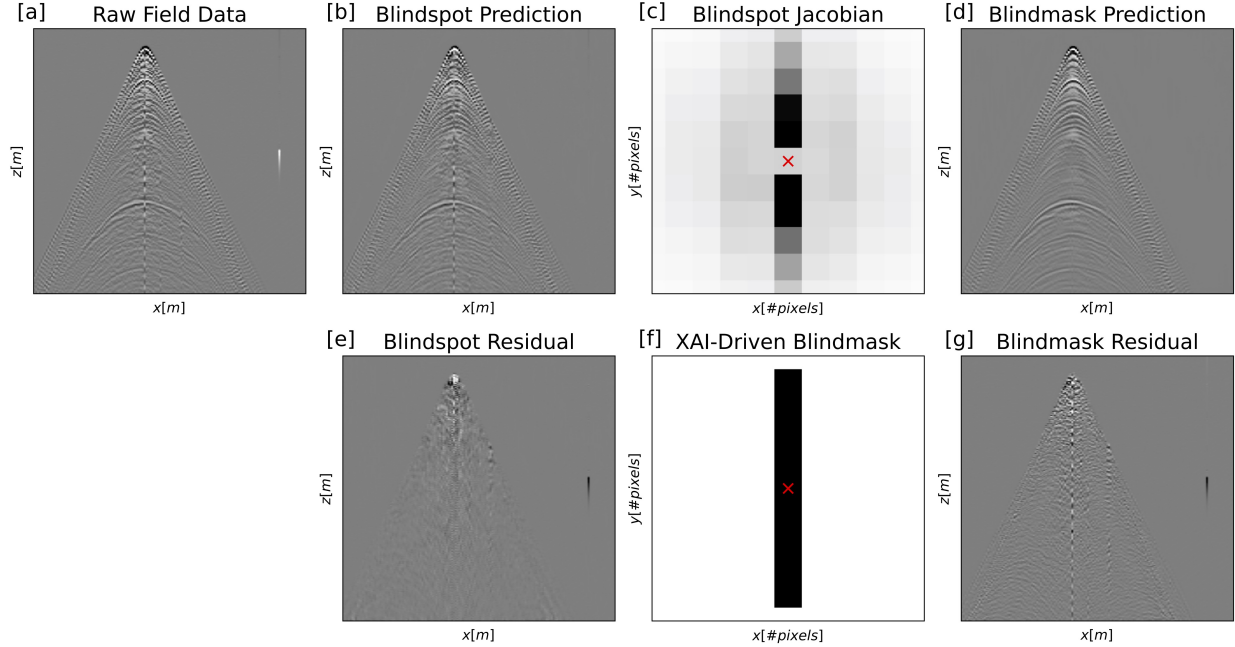 [a] Raw Field Data
z[m]
x[m]
[b] Blindspot Prediction
z[m]
x[m]
[c] Blindspot Jacobian
y[#pixels]
x[#pixels]
[d] Blindmask Prediction
z[m]
x[m]
[e] Blindspot Residual
z[m]
x[m]
[f] XAI-Driven Blindmask
y[#pixels]
x[#pixels]
[g] Blindmask Residual
z[m]
x[m]